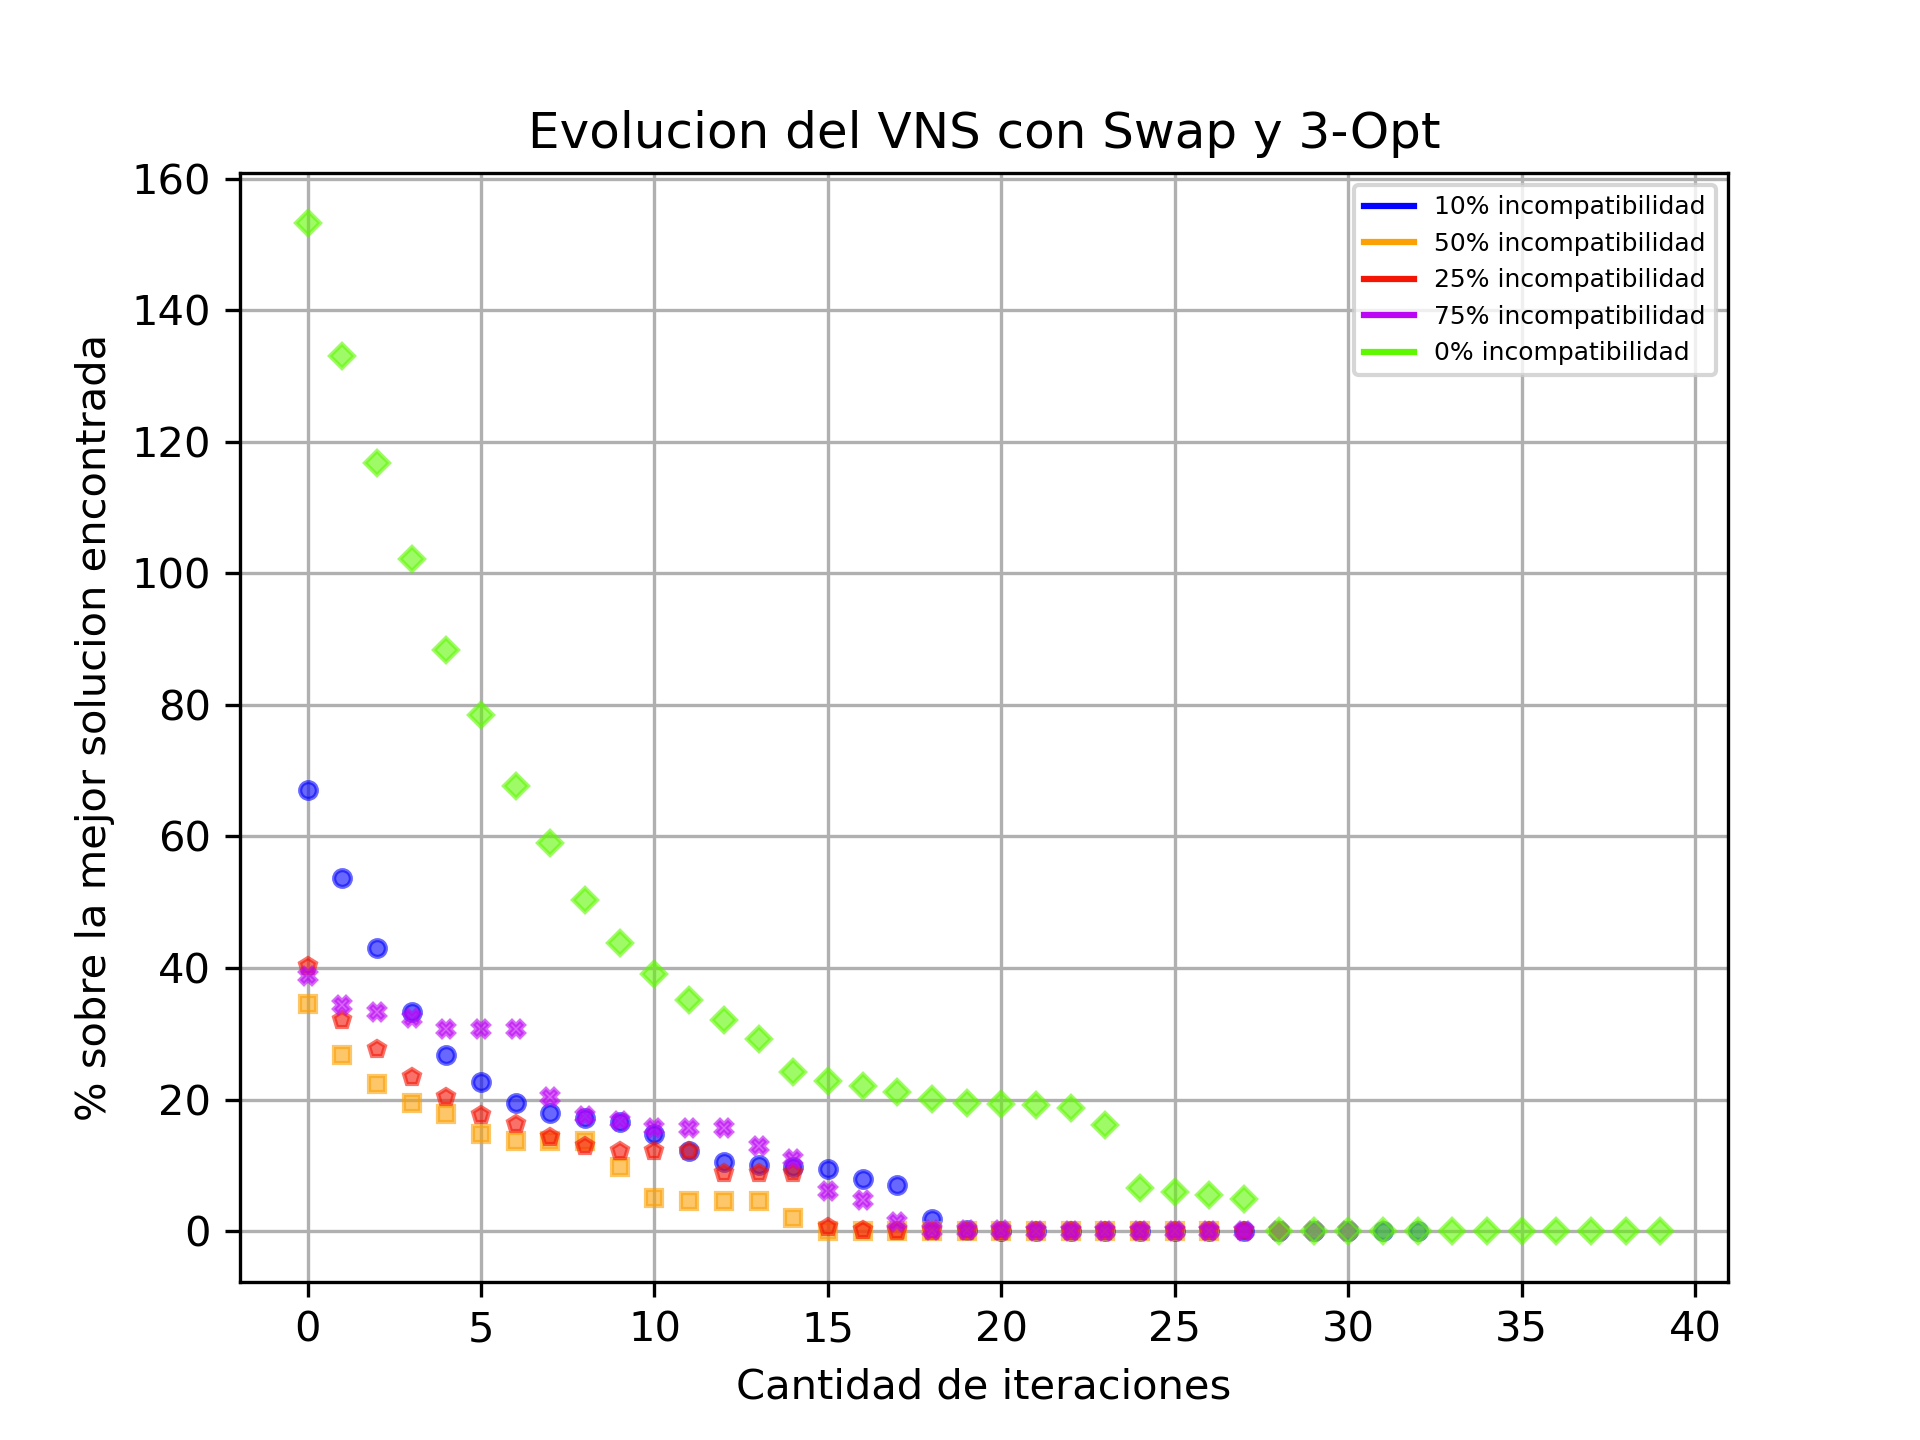 Evolucion del VNS con Swap y 3-Opt
160
140
120
100
80
60
40
20
0
% sobre la mejor solucion encontrada
10% incompatibilidad
50% incompatibilidad
25% incompatibilidad
75% incompatibilidad
0% incompatibilidad
0 5 10 15 20 25 30 35 40
Cantidad de iteraciones